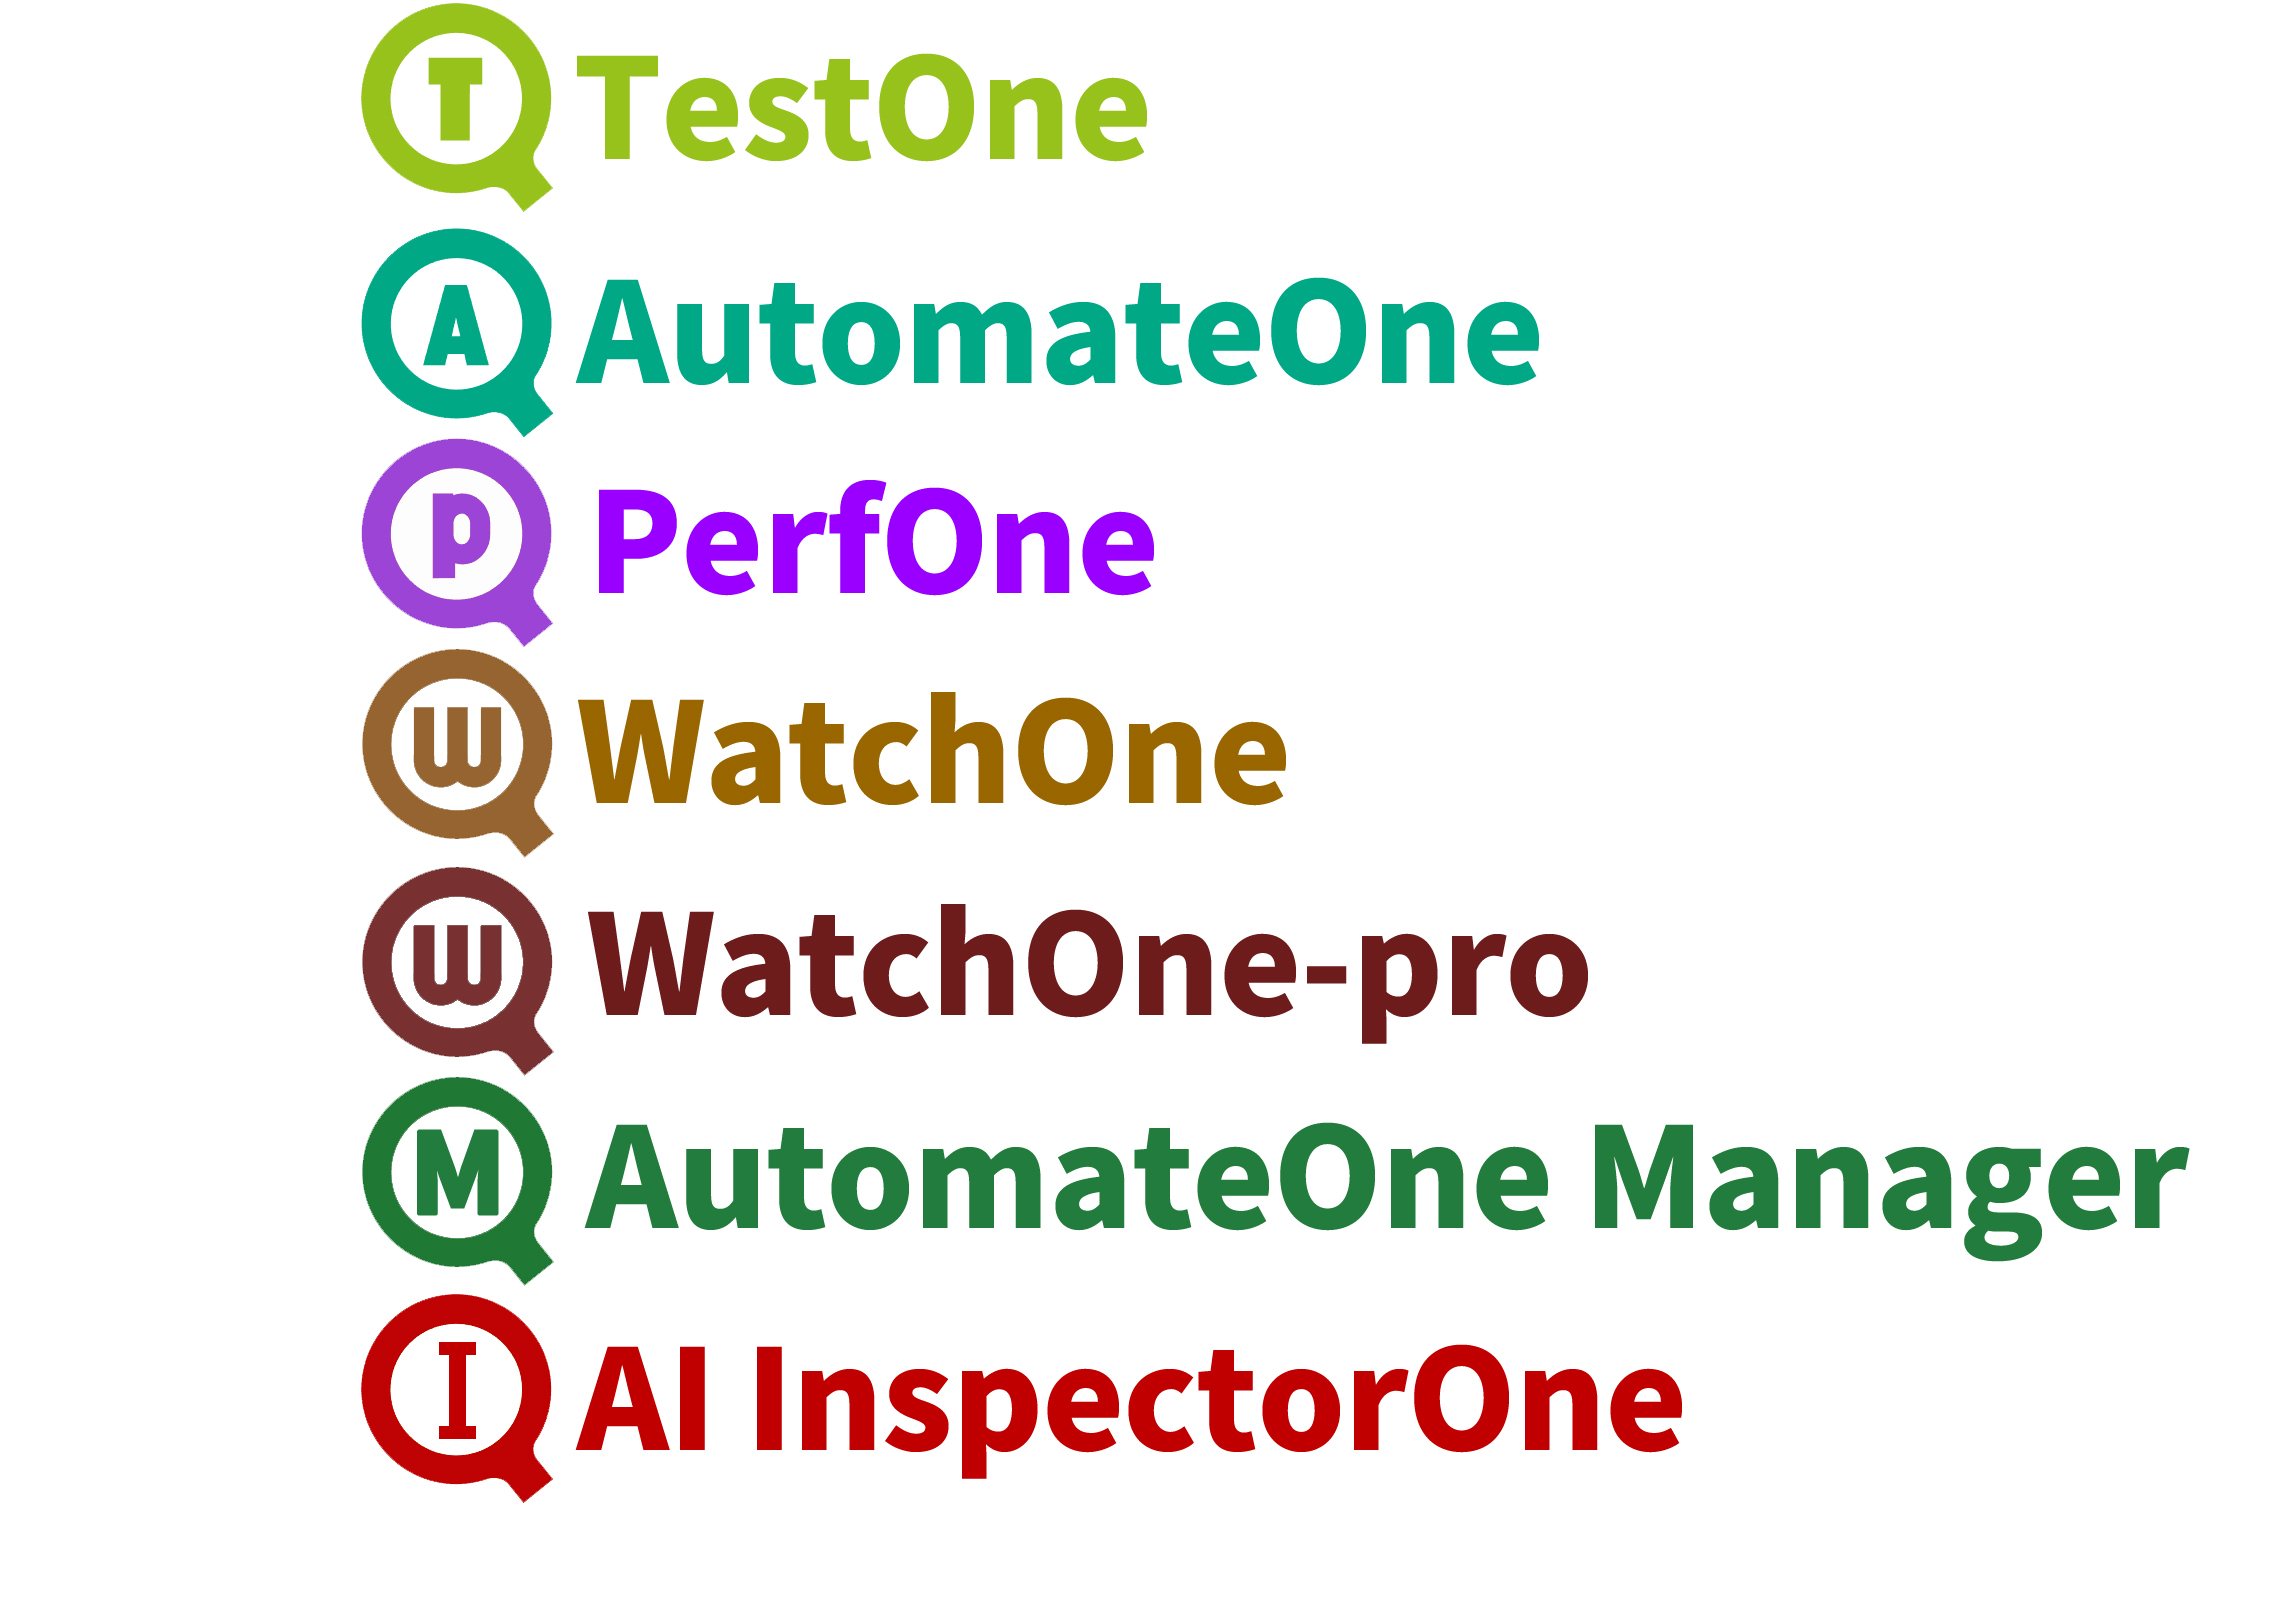 T TestOne
A AutomateOne
p PerfOne
W WatchOne
W WatchOne-pro
M AutomateOne Manager
I AI InspectorOne